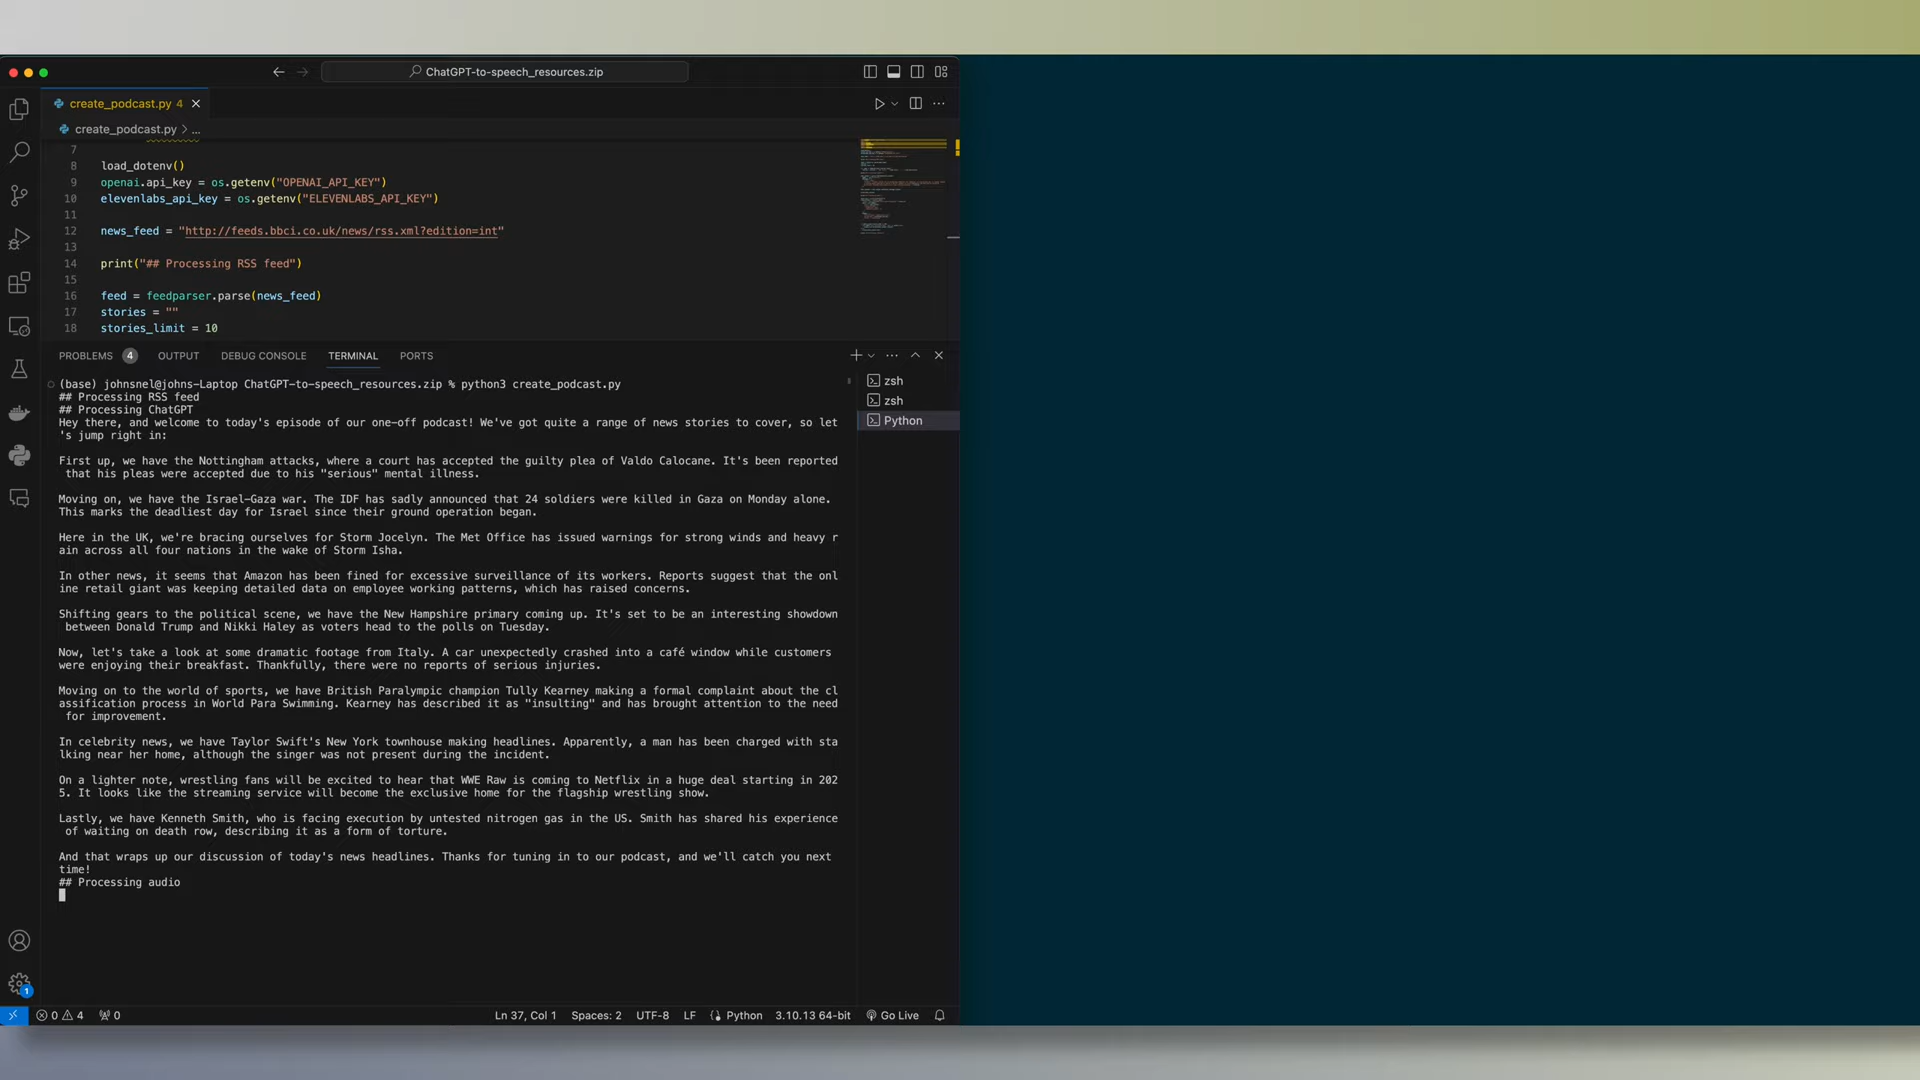 ChatGPT-to-speech_resources.zip
create_podcast.py 4
create_podcast.py > ...
7
8 load_dotenv()
9 openai.api_key = os.getenv("OPENAI_API_KEY")
10 elevenlabs_api_key = os.getenv("ELEVENLABS_API_KEY")
11
12 news_feed = "http://feeds.bbci.co.uk/news/rss.xml?edition=int"
13
14 print("## Processing RSS feed")
15
16 feed = feedparser.parse(news_feed)
17 stories = ""
18 stories_limit = 10
PROBLEMS 4 OUTPUT DEBUG CONSOLE TERMINAL PORTS
zsh
zsh
Python
(base) johnsnel@johns-Laptop ChatGPT-to-speech_resources.zip % python3 create_podcast.py
## Processing RSS feed
## Processing ChatGPT
Hey there, and welcome to today's episode of our one-off podcast! We've got quite a range of news stories to cover, so let
's jump right in:
First up, we have the Nottingham attacks, where a court has accepted the guilty plea of Valdo Calocane. It's been reported
that his pleas were accepted due to his "serious" mental illness.
Moving on, we have the Israel-Gaza war. The IDF has sadly announced that 24 soldiers were killed in Gaza on Monday alone.
This marks the deadliest day for Israel since their ground operation began.
Here in the UK, we're bracing ourselves for Storm Jocelyn. The Met Office has issued warnings for strong winds and heavy r
ain across all four nations in the wake of Storm Isha.
In other news, it seems that Amazon has been fined for excessive surveillance of its workers. Reports suggest that the onl
ine retail giant was keeping detailed data on employee working patterns, which has raised concerns.
Shifting gears to the political scene, we have the New Hampshire primary coming up. It's set to be an interesting showdown
between Donald Trump and Nikki Haley as voters head to the polls on Tuesday.
Now, let's take a look at some dramatic footage from Italy. A car unexpectedly crashed into a café window while customers
were enjoying their breakfast. Thankfully, there were no reports of serious injuries.
Moving on to the world of sports, we have British Paralympic champion Tully Kearney making a formal complaint about the cl
assification process in World Para Swimming. Kearney has described it as "insulting" and has brought attention to the need
for improvement.
In celebrity news, we have Taylor Swift's New York townhouse making headlines. Apparently, a man has been charged with sta
lking near her home, although the singer was not present during the incident.
On a lighter note, wrestling fans will be excited to hear that WWE Raw is coming to Netflix in a huge deal starting in 202
5. It looks like the streaming service will become the exclusive home for the flagship wrestling show.
Lastly, we have Kenneth Smith, who is facing execution by untested nitrogen gas in the US. Smith has shared his experience
of waiting on death row, describing it as a form of torture.
And that wraps up our discussion of today's news headlines. Thanks for tuning in to our podcast, and we'll catch you next
time!
## Processing audio
1
0 4 0 Ln 37, Col 1 Spaces: 2 UTF-8 LF Python 3.10.13 64-bit Go Live